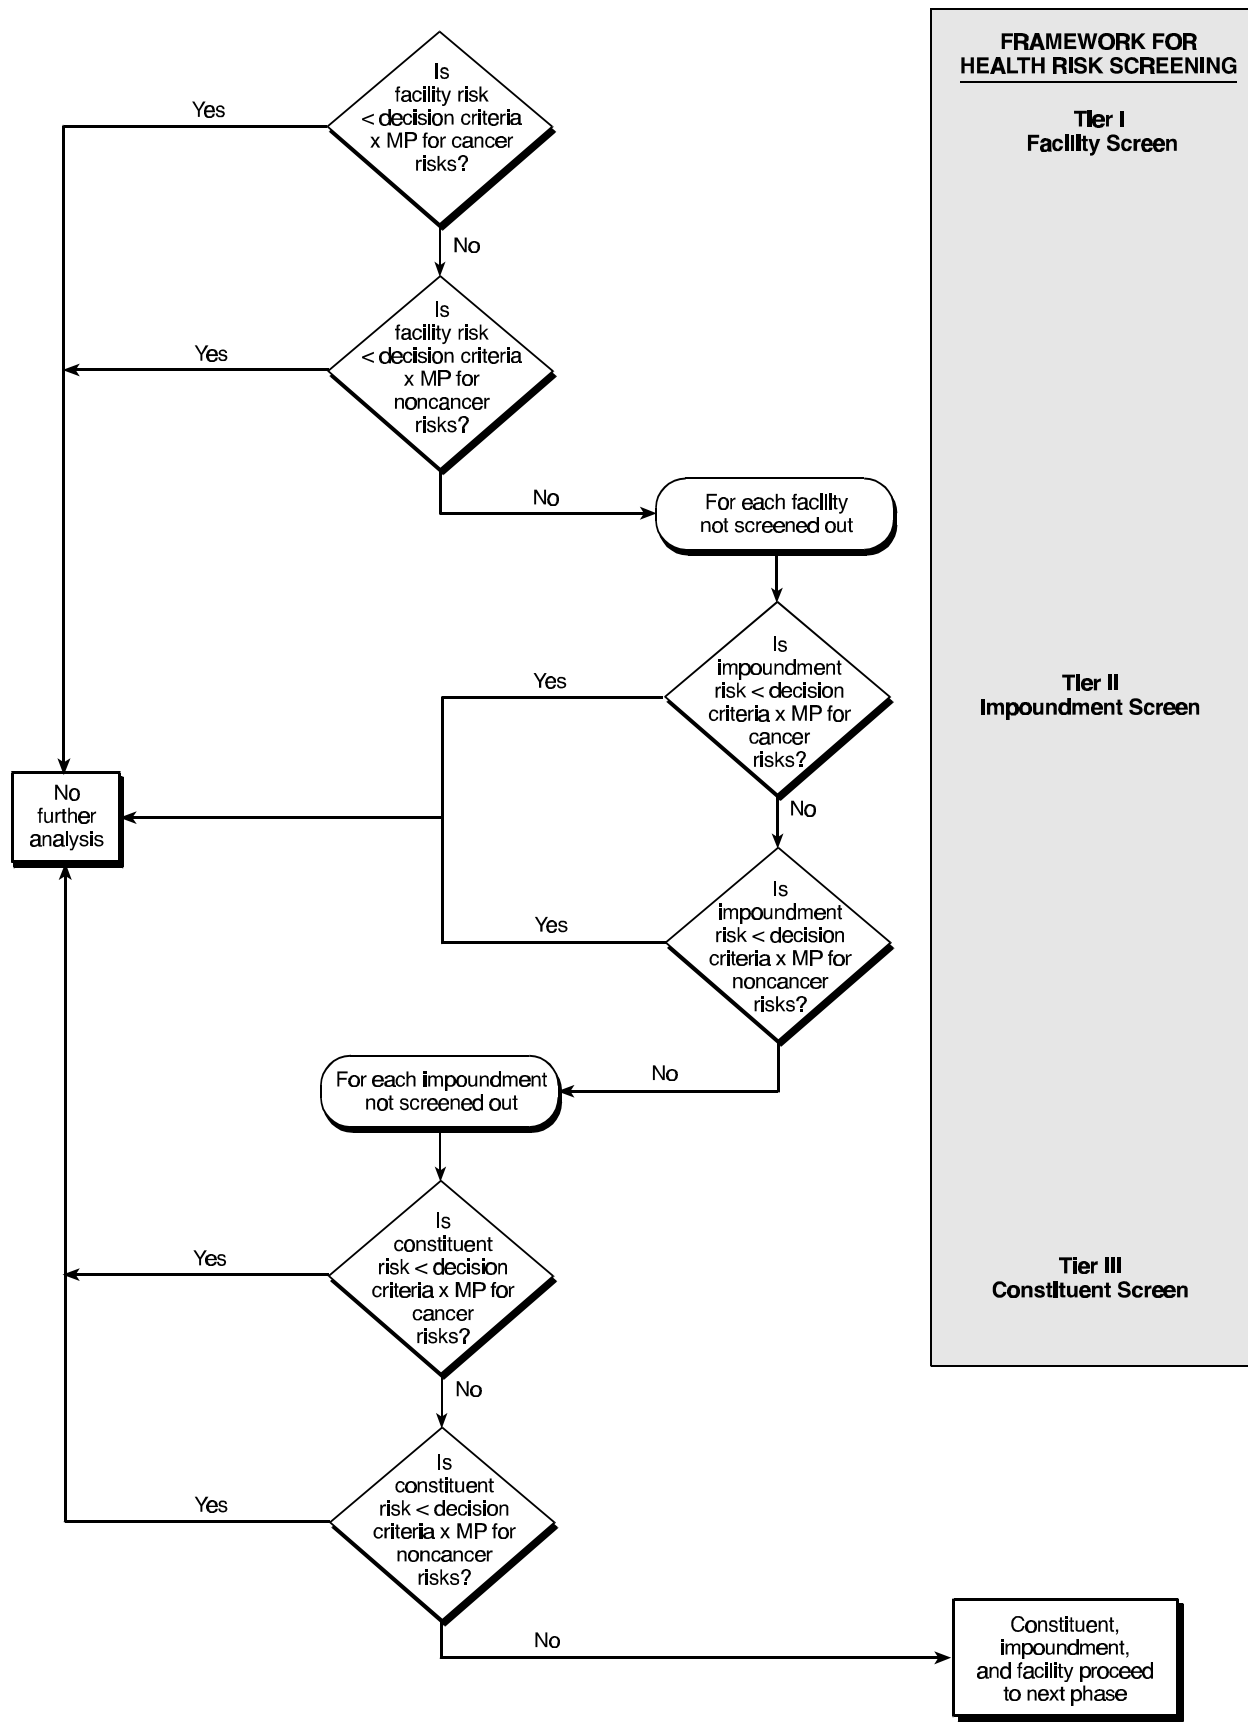 FRAMEWORK FOR
HEALTH RISK SCREENING
Tier I
Facility Screen
Is
facility risk
< decision criteria
x MP for cancer
risks?
Yes
No
Is
facility risk
< decision criteria
x MP for
noncancer
risks?
Yes
No
For each facility
not screened out
Tier II
Impoundment Screen
Is
impoundment
risk < decision
criteria x MP for
cancer
risks?
Yes
No
No
further
analysis
Is
impoundment
risk < decision
criteria x MP for
noncancer
risks?
Yes
No
For each impoundment
not screened out
Tier III
Constituent Screen
Is
constituent
risk < decision
criteria x MP for
cancer
risks?
Yes
No
Is
constituent
risk < decision
criteria x MP for
noncancer
risks?
Yes
No
Constituent,
impoundment,
and facility proceed
to next phase